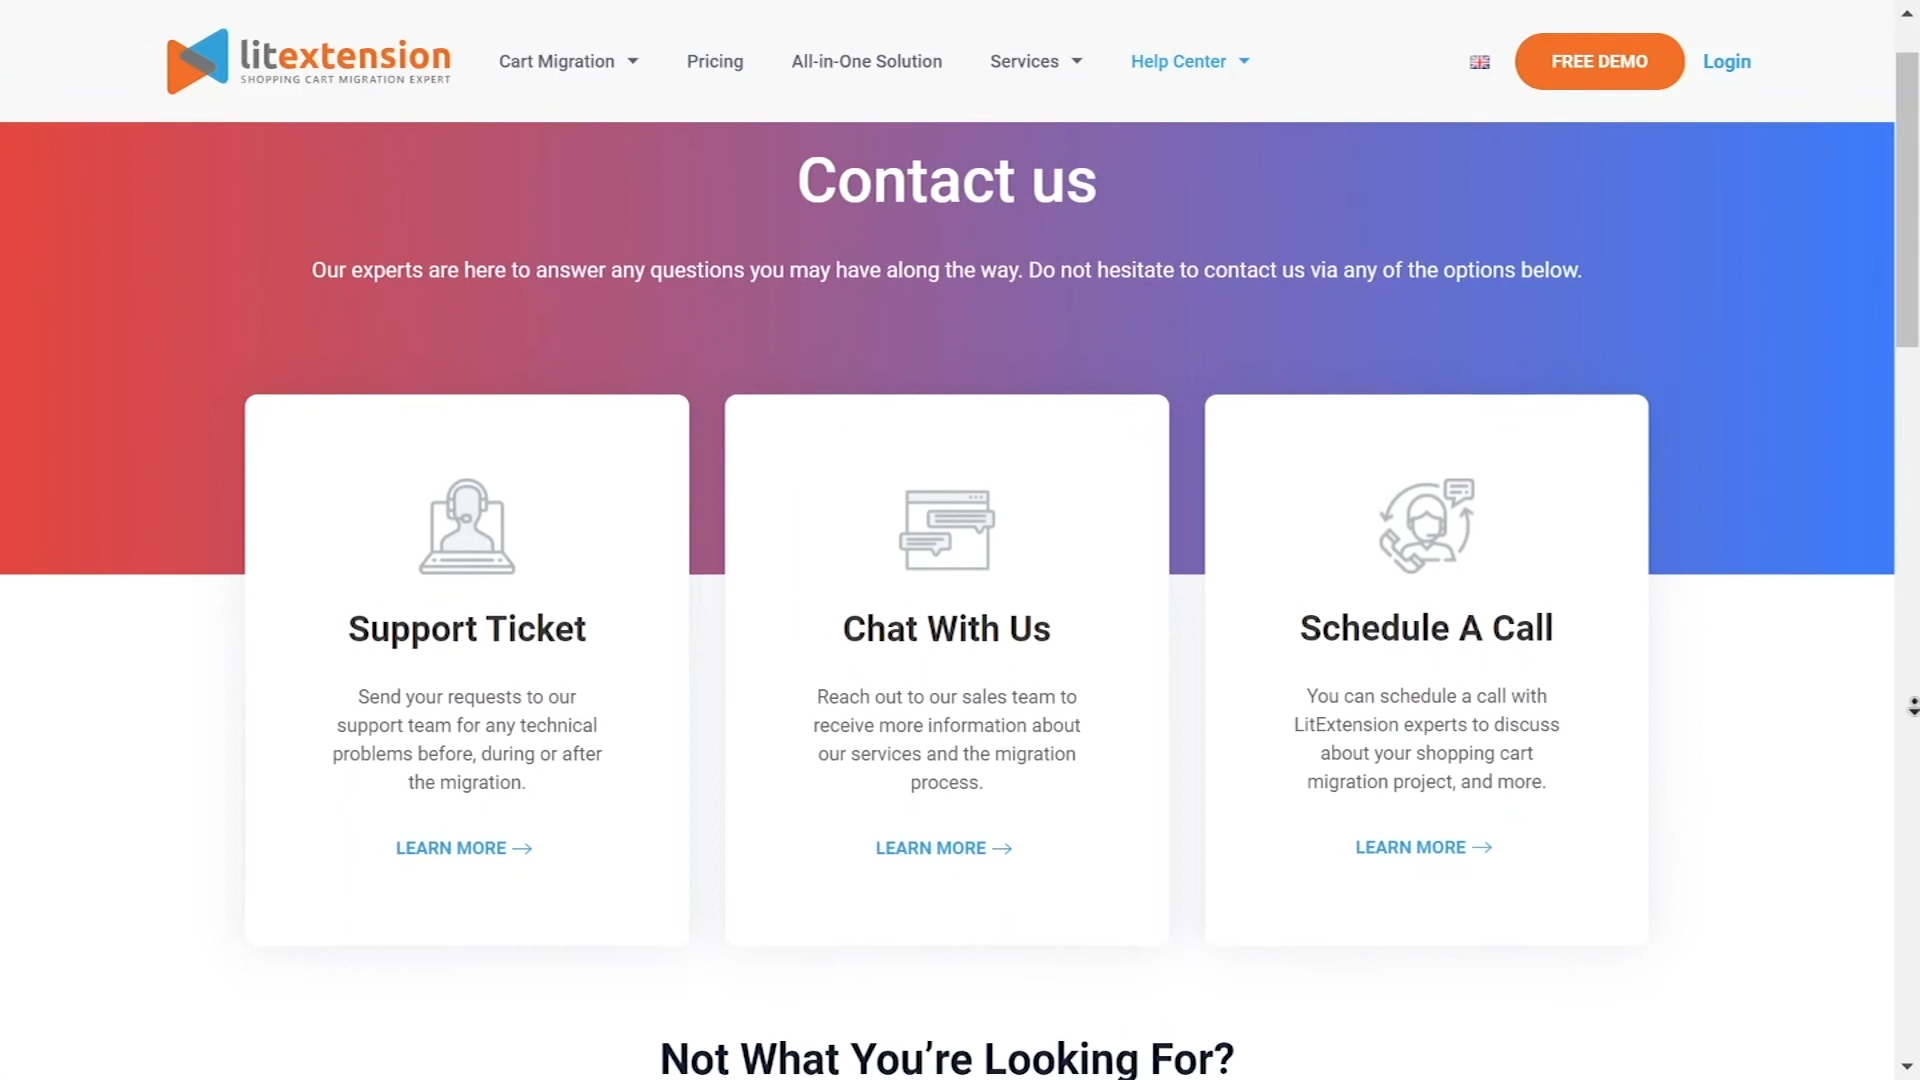 litextension
SHOPPING CART MIGRATION EXPERT
Cart Migration
Pricing
All-in-One Solution
Services
Help Center
FREE DEMO
Login
Contact us
Our experts are here to answer any questions you may have along the way. Do not hesitate to contact us via any of the options below.
Support Ticket
Send your requests to our
support team for any technical
problems before, during or after
the migration.
LEARN MORE
Chat With Us
Reach out to our sales team to
receive more information about
our services and the migration
process.
LEARN MORE
Schedule A Call
You can schedule a call with
LitExtension experts to discuss
about your shopping cart
migration project, and more.
LEARN MORE
Not What You’re Looking For?